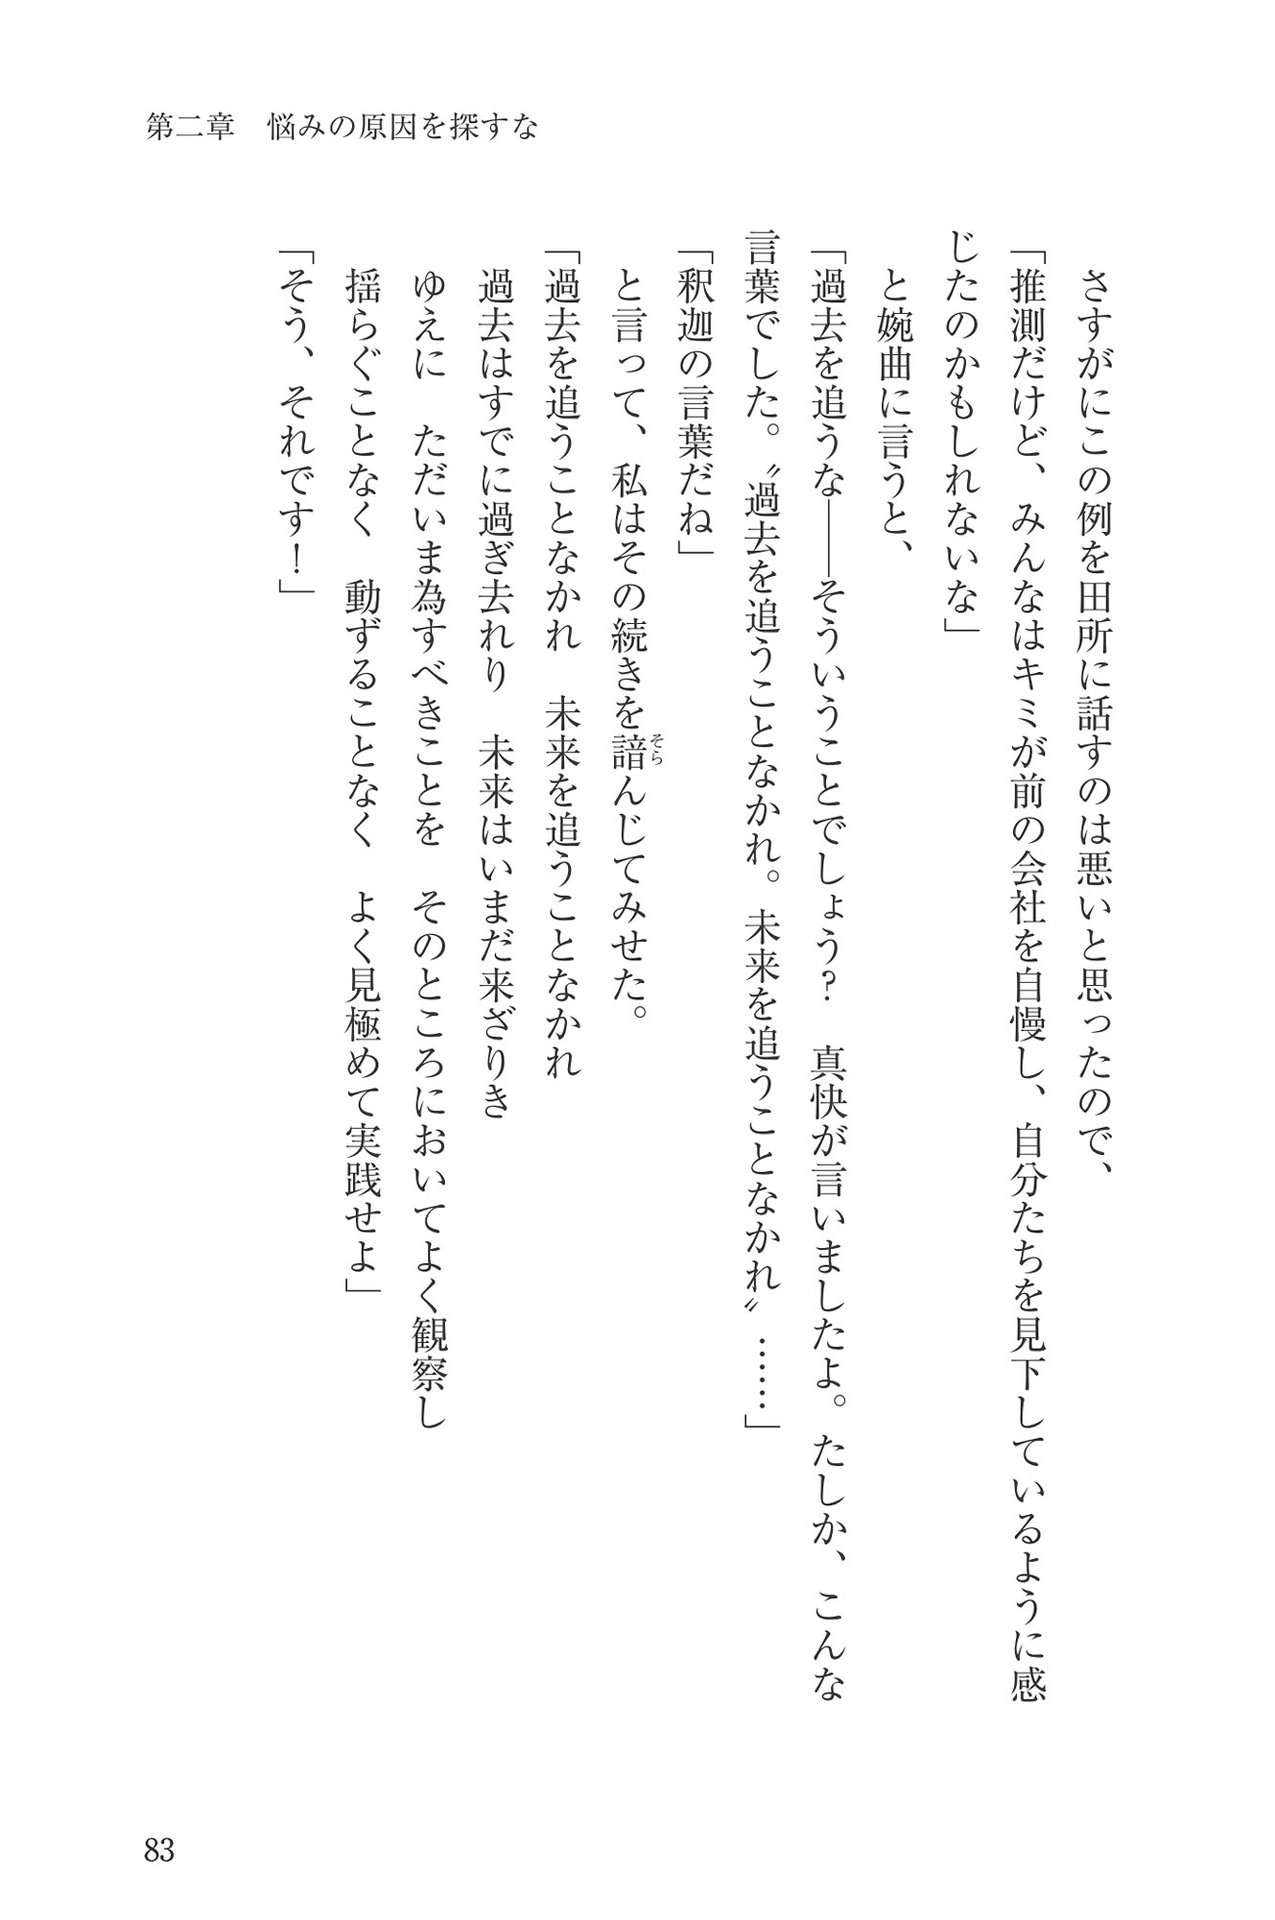 第二章　悩みの原因を探すな
　さすがにこの例を田所に話すのは悪いと思ったので、
「推測だけど、みんなはキミが前の会社を自慢し、自分たちを見下しているように感
じたのかもしれないな」
　と婉曲に言うと、
「過去を追うな——そういうことでしょう？　真快が言いましたよ。たしか、こんな
言葉でした。〝過去を追うことなかれ。未来を追うことなかれ〟……」
「釈迦の言葉だね」
　と言って、私はその続きを諳んじてみせた。
そら
「過去を追うことなかれ　未来を追うことなかれ
　過去はすでに過ぎ去れり　未来はいまだ来ざりき
　ゆえに　ただいま為すべきことを　そのところにおいてよく観察し
　揺らぐことなく　動ずることなく　よく見極めて実践せよ」
「そう、それです！」
83